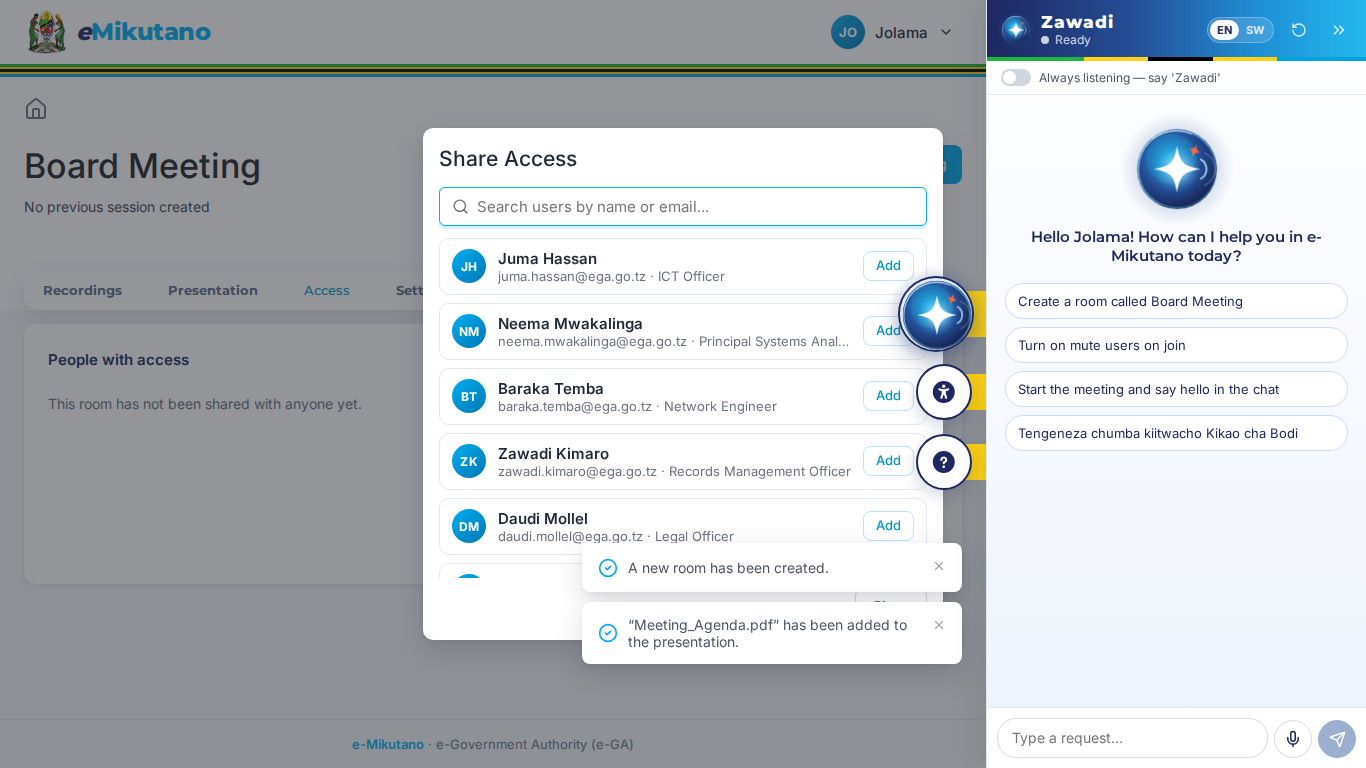 eMikutano
JO
Jolama
Board Meeting
No previous session created
Recordings
Presentation
Access
Sett
People with access
This room has not been shared with anyone yet.
Share Access
Search users by name or email...
JH
Juma Hassan
juma.hassan@ega.go.tz · ICT Officer
Add
NM
Neema Mwakalinga
neema.mwakalinga@ega.go.tz · Principal Systems Anal...
Add
BT
Baraka Temba
baraka.temba@ega.go.tz · Network Engineer
Add
ZK
Zawadi Kimaro
zawadi.kimaro@ega.go.tz · Records Management Officer
Add
DM
Daudi Mollel
daudi.mollel@ega.go.tz · Legal Officer
Add
A new room has been created.
“Meeting_Agenda.pdf” has been added to
the presentation.
e-Mikutano · e-Government Authority (e-GA)
Zawadi
Ready
EN SW
Always listening — say 'Zawadi'
Hello Jolama! How can I help you in e-
Mikutano today?
Create a room called Board Meeting
Turn on mute users on join
Start the meeting and say hello in the chat
Tengeneza chumba kiitwacho Kikao cha Bodi
Type a request...